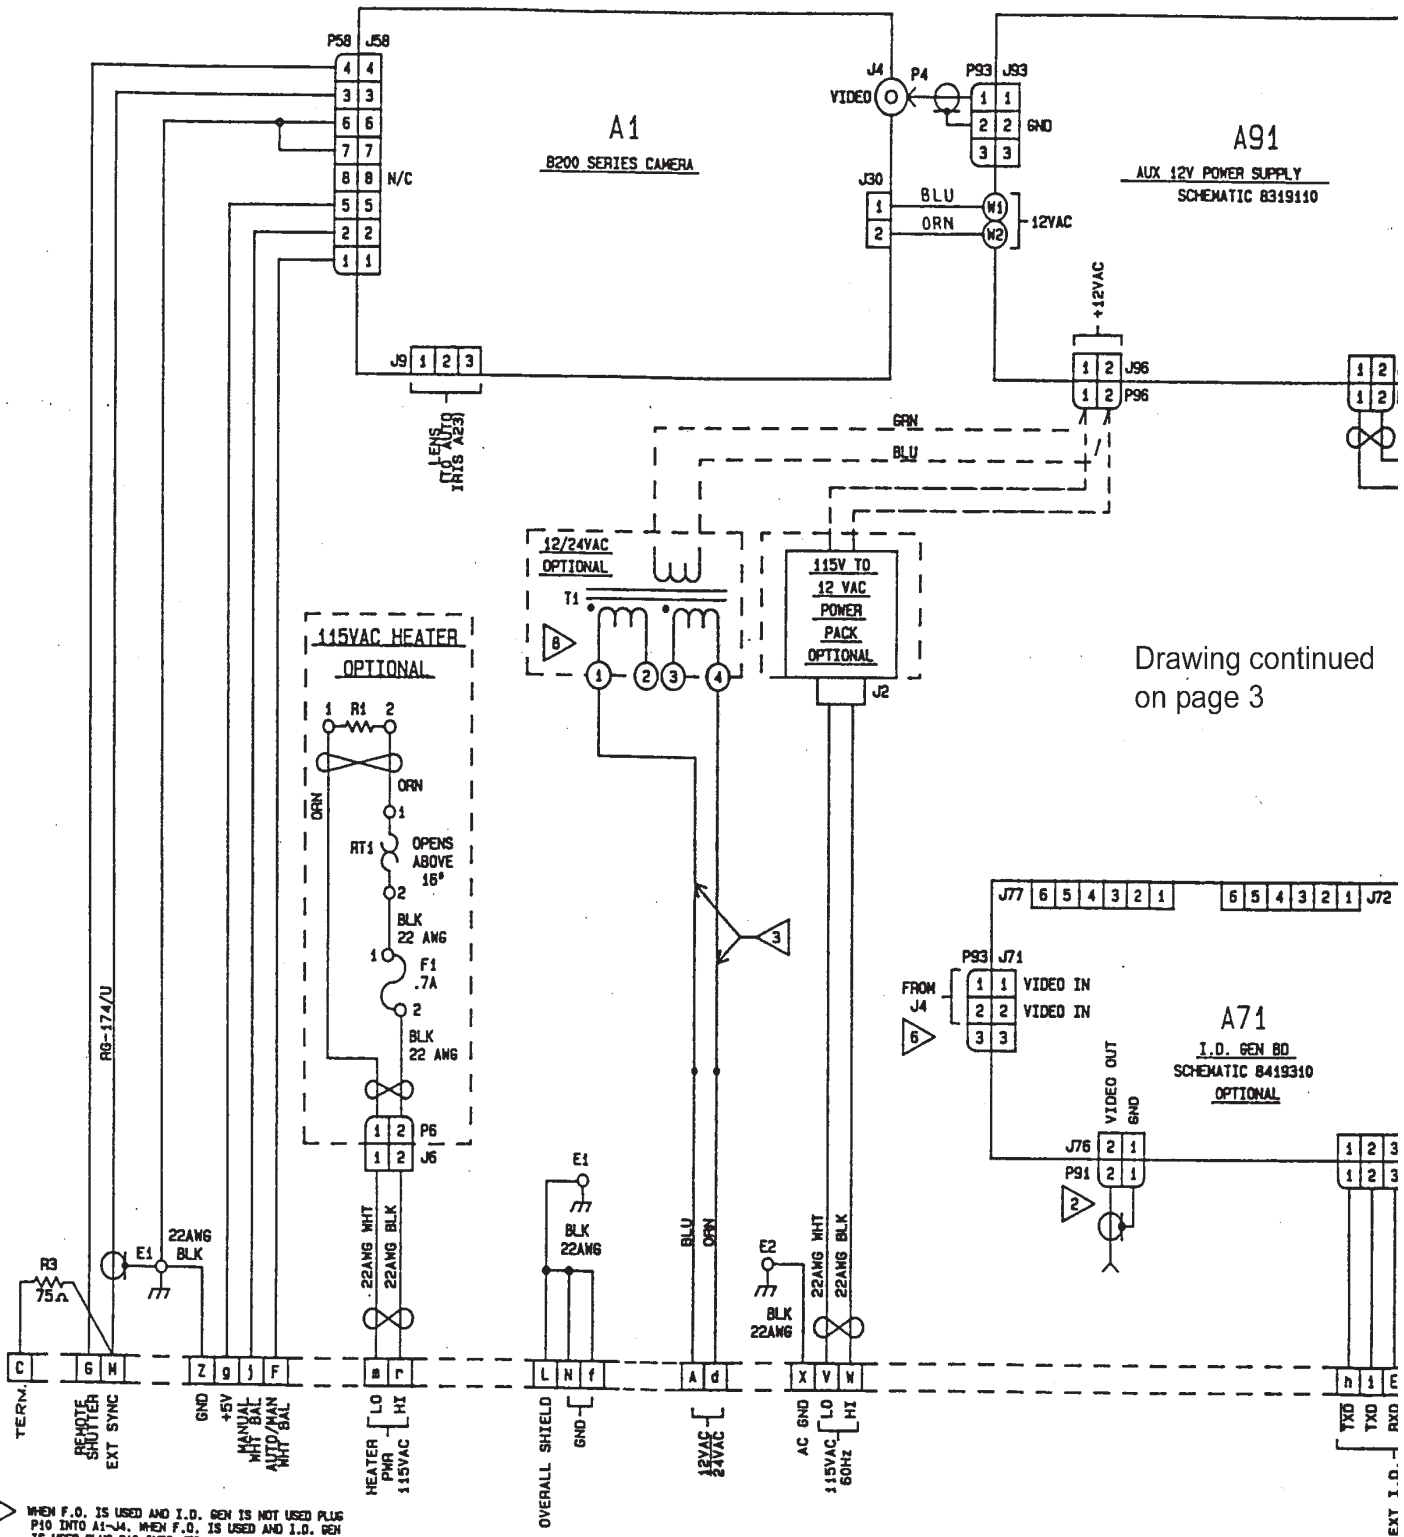 P58 J58
4 4
3 3
6 6
7 7
8 8 N/C
5 5
2 2
1 1
A1
8200 SERIES CAMERA
J4 P4
VIDEO
P93 J93
1 1
2 2 GND
3 3
A91
AUX 12V POWER SUPPLY
SCHEMATIC 8319110
J30
1
2
BLU
ORN
W1
W2
12VAC
J9 1 2 3
LENS
(TO AUTO
IRIS A23)
+12VAC
1 2 J96
1 2 P96
1 2
1 2
GRN
BLU
12/24VAC
OPTIONAL
T1
8
1 2 3 4
115V TO
12 VAC
POWER
PACK
OPTIONAL
J2
Drawing continued
on page 3
115VAC HEATER
OPTIONAL
1 R1 2
ORN
ORN
1
RT1
OPENS
ABOVE
16°
2
BLK
22 AWG
1
F1
.7A
2
BLK
22 AWG
1 2 P6
1 2 J6
3
J77 6 5 4 3 2 1
6 5 4 3 2 1 J72
P93 J71
FROM
J4
6
1 1 VIDEO IN
2 2 VIDEO IN
3 3
A71
I.D. GEN BD
SCHEMATIC 8419310
OPTIONAL
VIDEO OUT
GND
J76 2 1
P91 2 1
2
1 2 3
1 2 3
RG-174/U
R3
75Ω
E1
22AWG
BLK
22AWG WHT
22AWG BLK
E1
BLK
22AWG
BLU
ORN
E2
BLK
22AWG
22AWG WHT
22AWG BLK
C
G M
Z g j F
r
L N f
A d
X V W
h i E
TERM.
REMOTE
SHUTTER
EXT SYNC
GND
+5V
MANUAL
WHT BAL
AUTO/MAN
WHT BAL
LO
HI
HEATER
PWR
115VAC
OVERALL SHIELD
GND
12VAC
24VAC
AC GND
LO
HI
115VAC
60Hz
TXD
TXD
RXD
EXT I.D.
WHEN F.O. IS USED AND I.D. GEN IS NOT USED PLUG
P10 INTO A1-J4. WHEN F.O. IS USED AND I.D. GEN